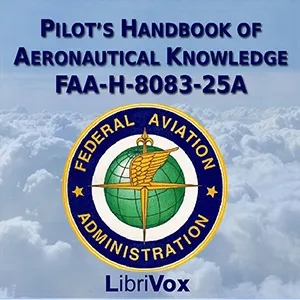 PILOT'S HANDBOOK OF
AERONAUTICAL KNOWLEDGE
FAA-H-8083-25A
FEDERAL AVIATION
ADMINISTRATION
LibriVox